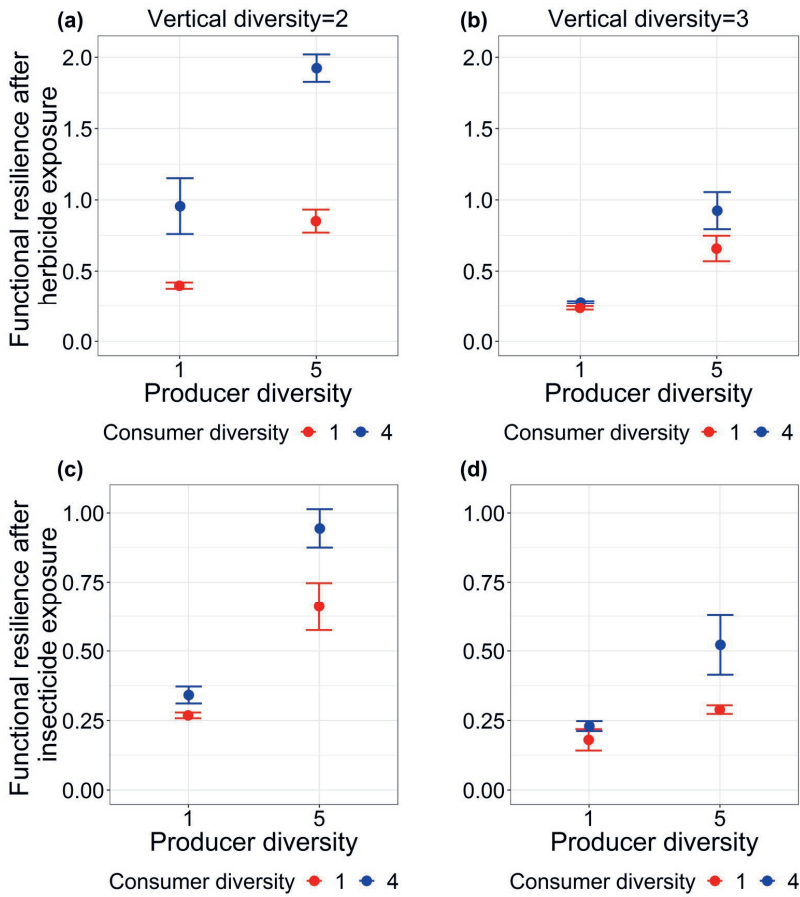 (a) Vertical diversity=2
Functional resilience after
herbicide exposure
2.0
1.5
1.0
0.5
0.0
1 5
Producer diversity
Consumer diversity 1 4
(b) Vertical diversity=3
2.0
1.5
1.0
0.5
0.0
1 5
Producer diversity
Consumer diversity 1 4
(c)
Functional resilience after
insecticide exposure
1.00
0.75
0.50
0.25
0.00
1 5
Producer diversity
Consumer diversity 1 4
(d)
1.00
0.75
0.50
0.25
0.00
1 5
Producer diversity
Consumer diversity 1 4